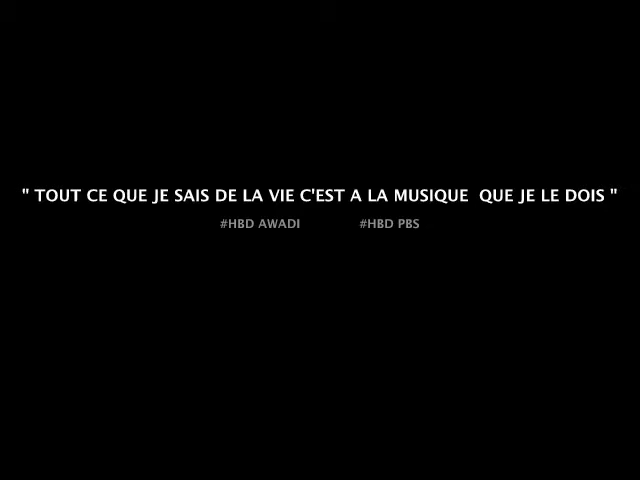 " TOUT CE QUE JE SAIS DE LA VIE C'EST A LA MUSIQUE  QUE JE LE DOIS "
#HBD AWADI #HBD PBS